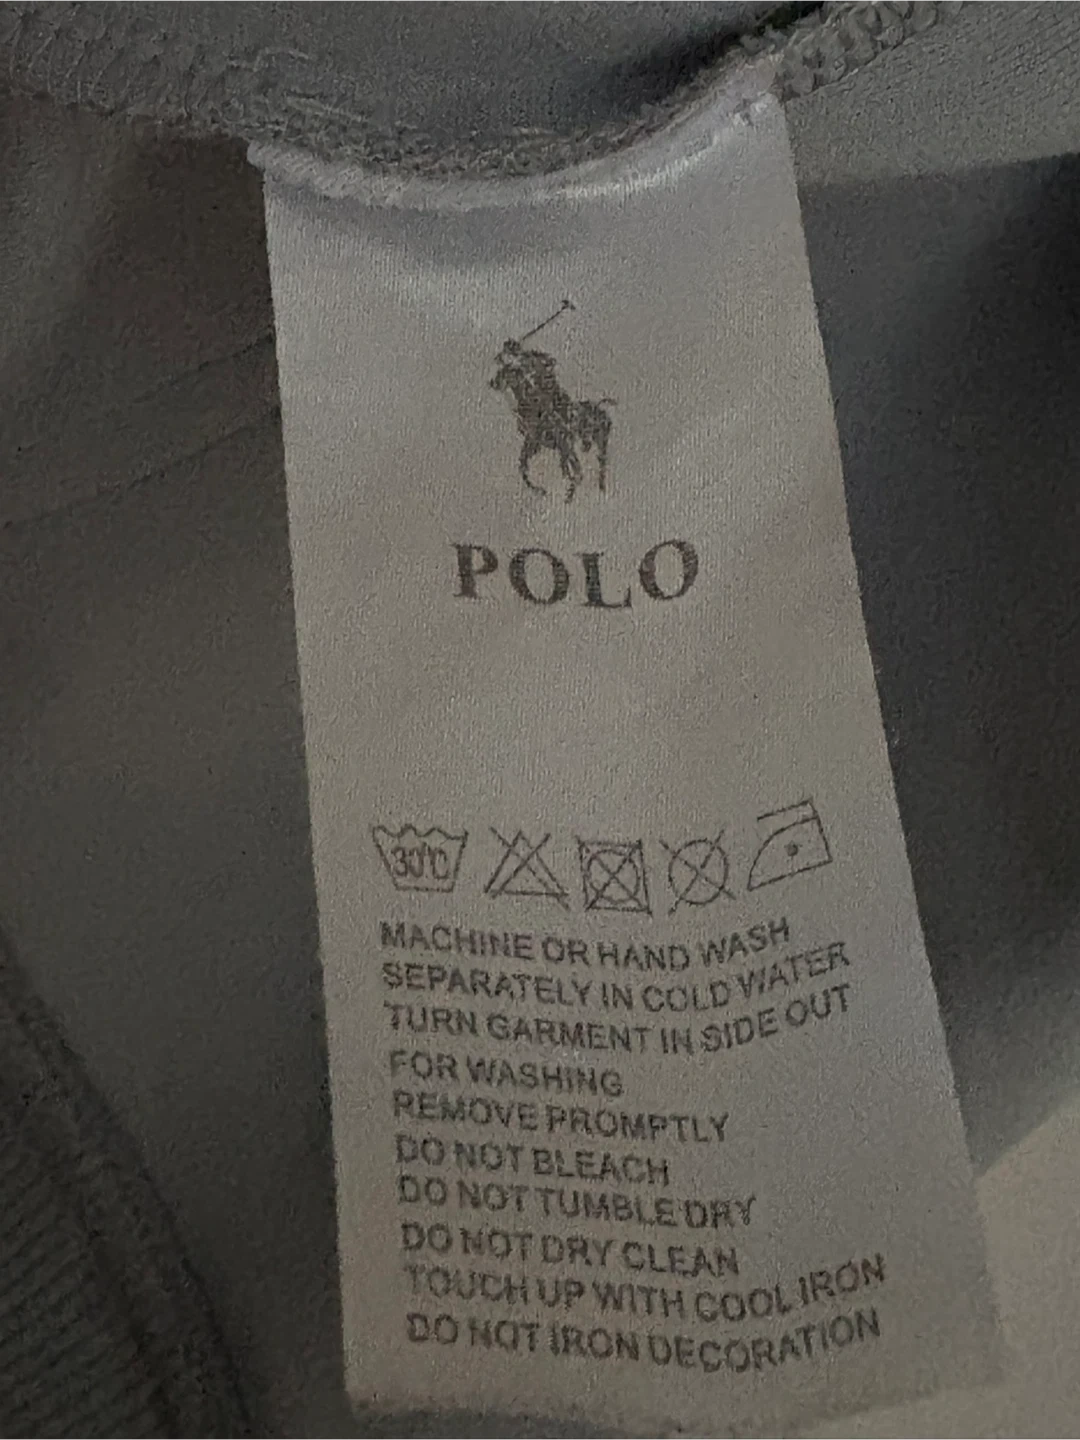 POLO
30°C
MACHINE OR HAND WASH
SEPARATELY IN COLD WATER
TURN GARMENT IN SIDE OUT
FOR WASHING
REMOVE PROMPTLY
DO NOT BLEACH
DO NOT TUMBLE DRY
DO NOT DRY CLEAN
TOUCH UP WITH COOL IRON
DO NOT IRON DECORATION